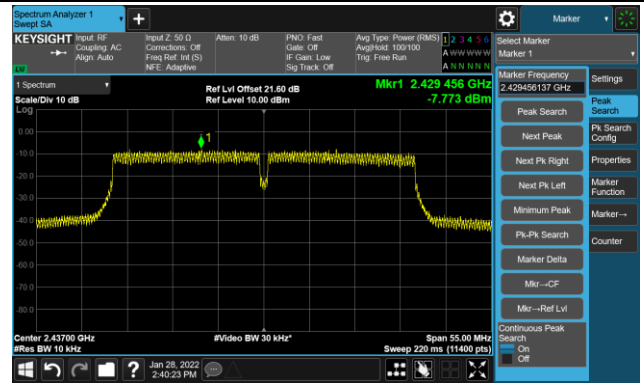 Spectrum Analyzer 1
Swept SA
Marker
KEYSIGHT
Input: RF
Coupling: AC
Align: Auto
Input Z: 50 Ω
Corrections: Off
Freq Ref: Int (S)
NFE: Adaptive
Atten: 10 dB
PNO: Fast
Gate: Off
IF Gain: Low
Sig Track: Off
Avg Type: Power (RMS)
Avg|Hold: 100/100
Trig: Free Run
1 2 3 4 5 6
A W W W W W
A N N N N N
Select Marker
Marker 1
Marker Frequency
2.429456137 GHz
Settings
Peak Search
Peak
Search
Next Peak
Pk Search
Config
Next Pk Right
Properties
Next Pk Left
Marker
Function
Minimum Peak
Marker→
Pk-Pk Search
Counter
Marker Delta
Mkr→CF
Mkr→Ref Lvl
Continuous Peak
Search
On
Off
1 Spectrum
Scale/Div 10 dB
Log
Ref Lvl Offset 21.60 dB
Ref Level 10.00 dBm
Mkr1 2.429 456 GHz
-7.773 dBm
1
0.00
-10.0
-20.0
-30.0
-40.0
-50.0
-60.0
-70.0
-80.0
Center 2.43700 GHz
#Res BW 10 kHz
#Video BW 30 kHz*
Span 55.00 MHz
Sweep 220 ms (11400 pts)
?
Jan 28, 2022
2:40:23 PM